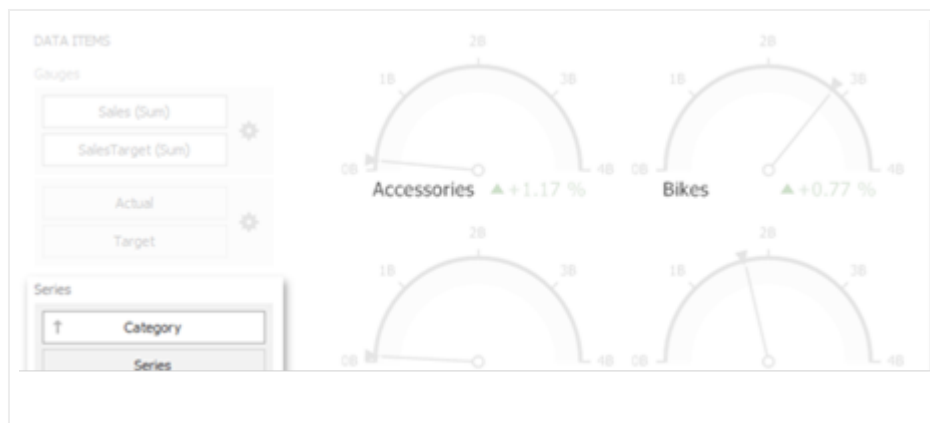 DATA ITEMS
Gauges
Sales (Sum)
SalesTarget (Sum)
Actual
Target
Series
↑ Category
Series
2B
1B 3B
0B 4B
Accessories ▲+1.17 %
2B
1B 3B
0B 4B
Bikes ▲+0.77 %
2B
1B 3B
0B 4B
2B
1B 3B
0B 4B